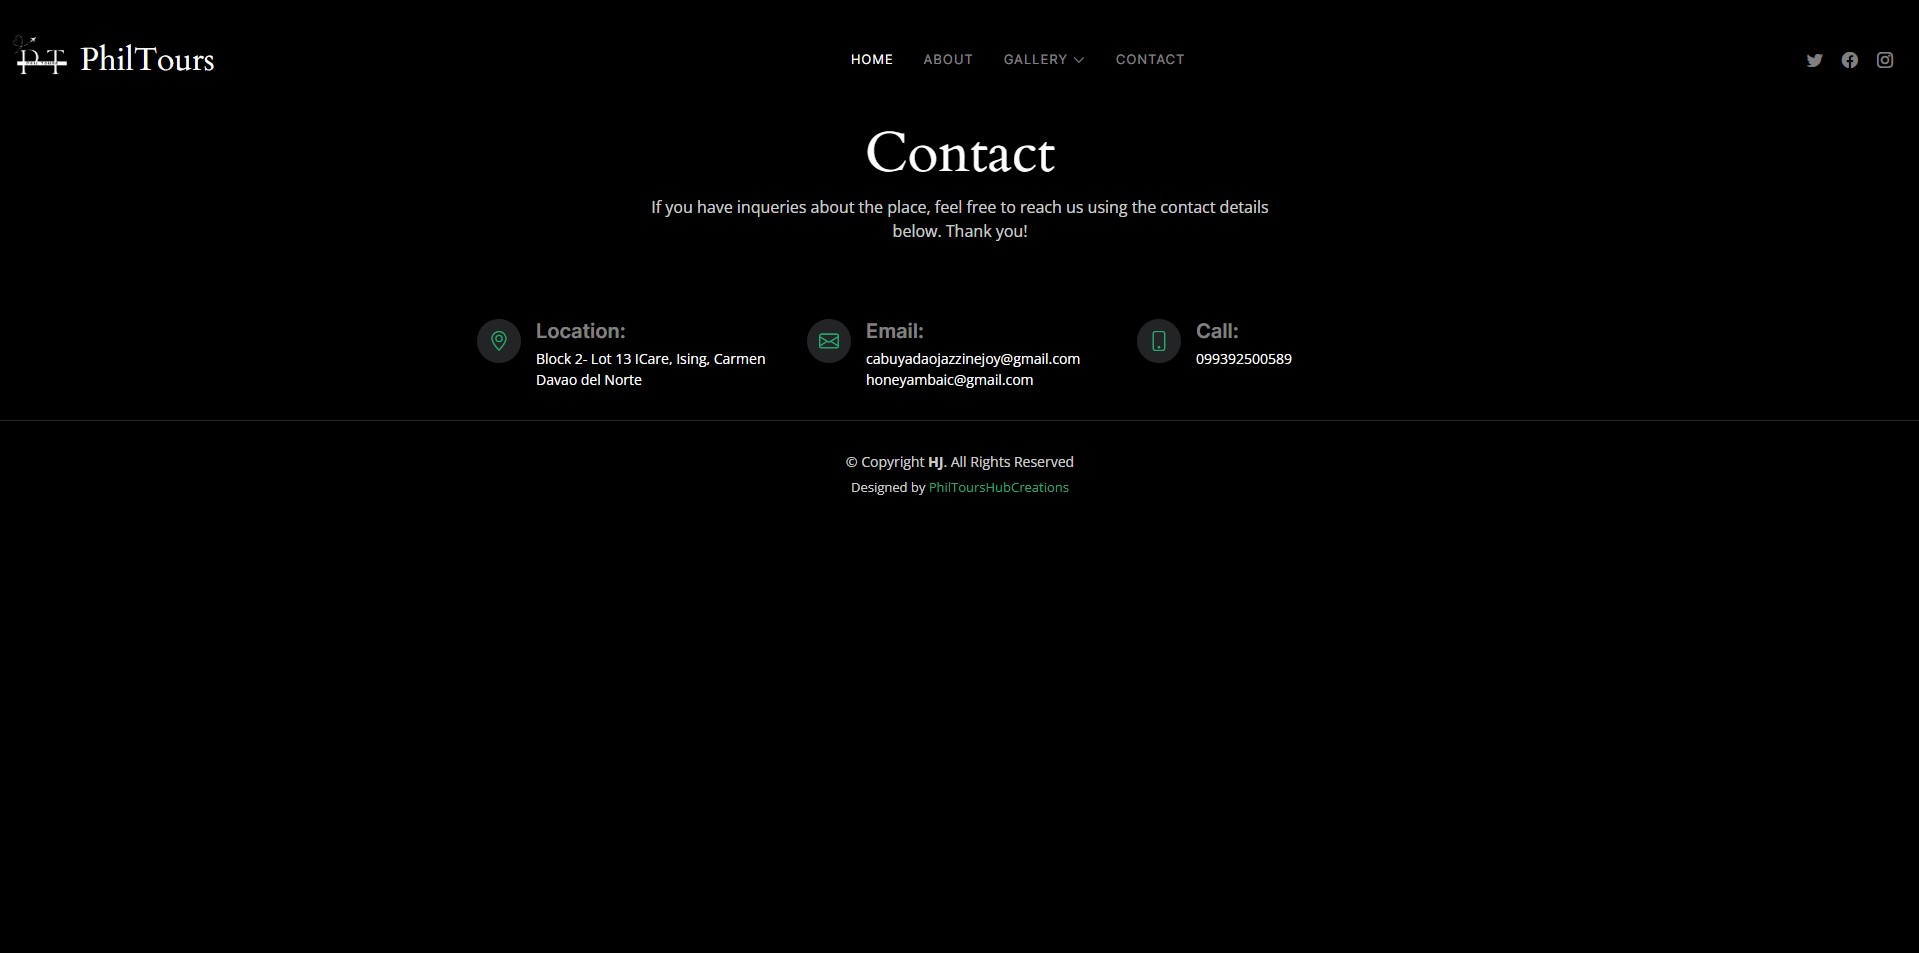 PhilTours
HOME
ABOUT
GALLERY
CONTACT
Contact
If you have inqueries about the place, feel free to reach us using the contact details
below. Thank you!
Location:
Block 2- Lot 13 ICare, Ising, Carmen
Davao del Norte
Email:
cabuyadaojazzinejoy@gmail.com
honeyambaic@gmail.com
Call:
099392500589
© Copyright HJ. All Rights Reserved
Designed by PhilToursHubCreations